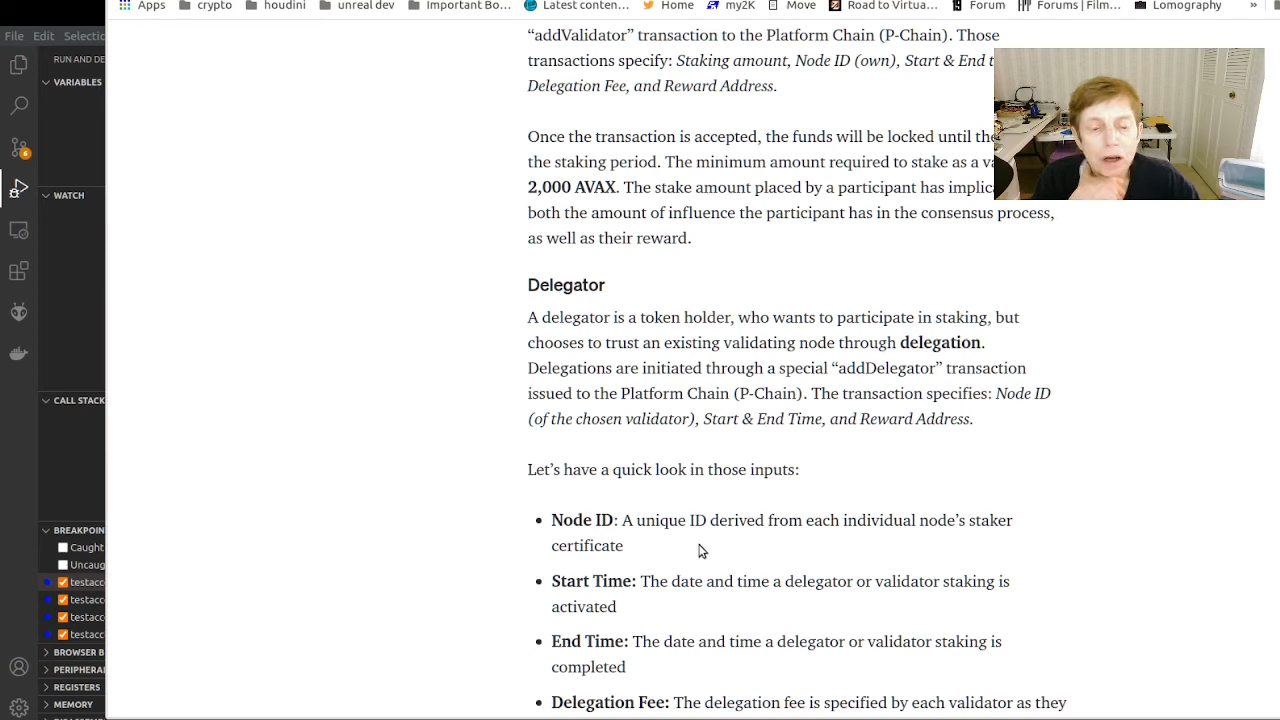 Apps crypto houdini unreal dev Important Bo... Latest conten... Home my2K Move Road to Virtua... Forum Forums | Film... Lomography »
File Edit Selectio
RUN AND DE
VARIABLES
WATCH
CALL STACK
BREAKPOIN
Caught
Uncaug
testacc
testacc
testacc
testacc
BROWSER B
PERIPHERA
REGISTERS
MEMORY
6
“addValidator” transaction to the Platform Chain (P-Chain). Those
transactions specify: Staking amount, Node ID (own), Start & End t
Delegation Fee, and Reward Address.
Once the transaction is accepted, the funds will be locked until the
the staking period. The minimum amount required to stake as a va
2,000 AVAX. The stake amount placed by a participant has implica
both the amount of influence the participant has in the consensus process,
as well as their reward.
Delegator
A delegator is a token holder, who wants to participate in staking, but
chooses to trust an existing validating node through delegation.
Delegations are initiated through a special “addDelegator” transaction
issued to the Platform Chain (P-Chain). The transaction specifies: Node ID
(of the chosen validator), Start & End Time, and Reward Address.
Let’s have a quick look in those inputs:
• Node ID: A unique ID derived from each individual node’s staker
certificate
• Start Time: The date and time a delegator or validator staking is
activated
• End Time: The date and time a delegator or validator staking is
completed
• Delegation Fee: The delegation fee is specified by each validator as they